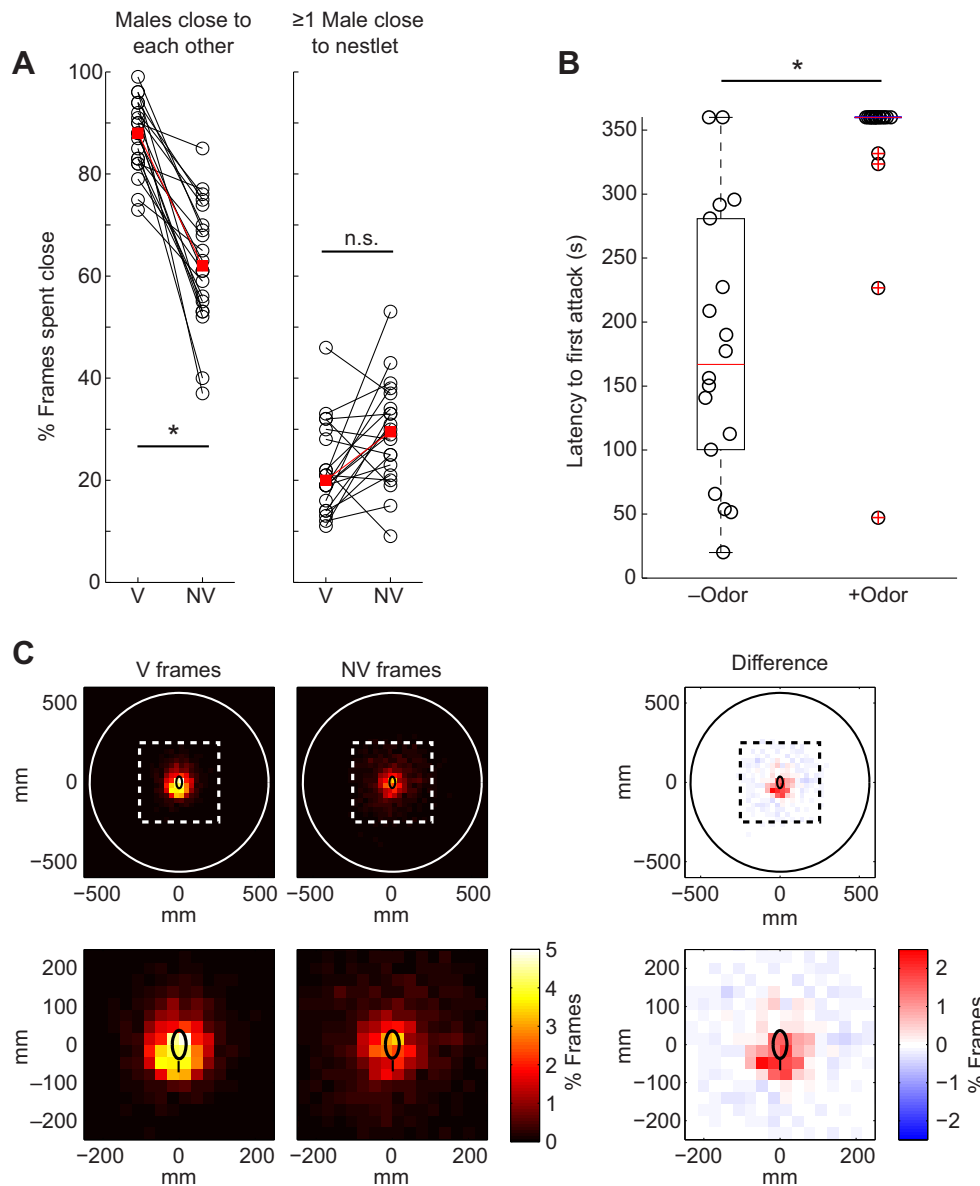 A
Males close to
each other
≥1 Male close
to nestlet
% Frames spent close
100
80
60
40
20
0
*
n.s.
V
NV
V
NV
B
*
Latency to first attack (s)
350
300
250
200
150
100
50
0
–Odor
+Odor
C
V frames
NV frames
Difference
mm
500
0
−500
−500
0
500
mm
−500
0
500
mm
mm
500
0
−500
−500
0
500
mm
mm
200
100
0
–100
–200
−200
0
200
mm
−200
0
200
mm
5
4
3
2
1
0
% Frames
mm
200
100
0
−100
−200
−200
0
200
mm
2
1
0
−1
−2
% Frames